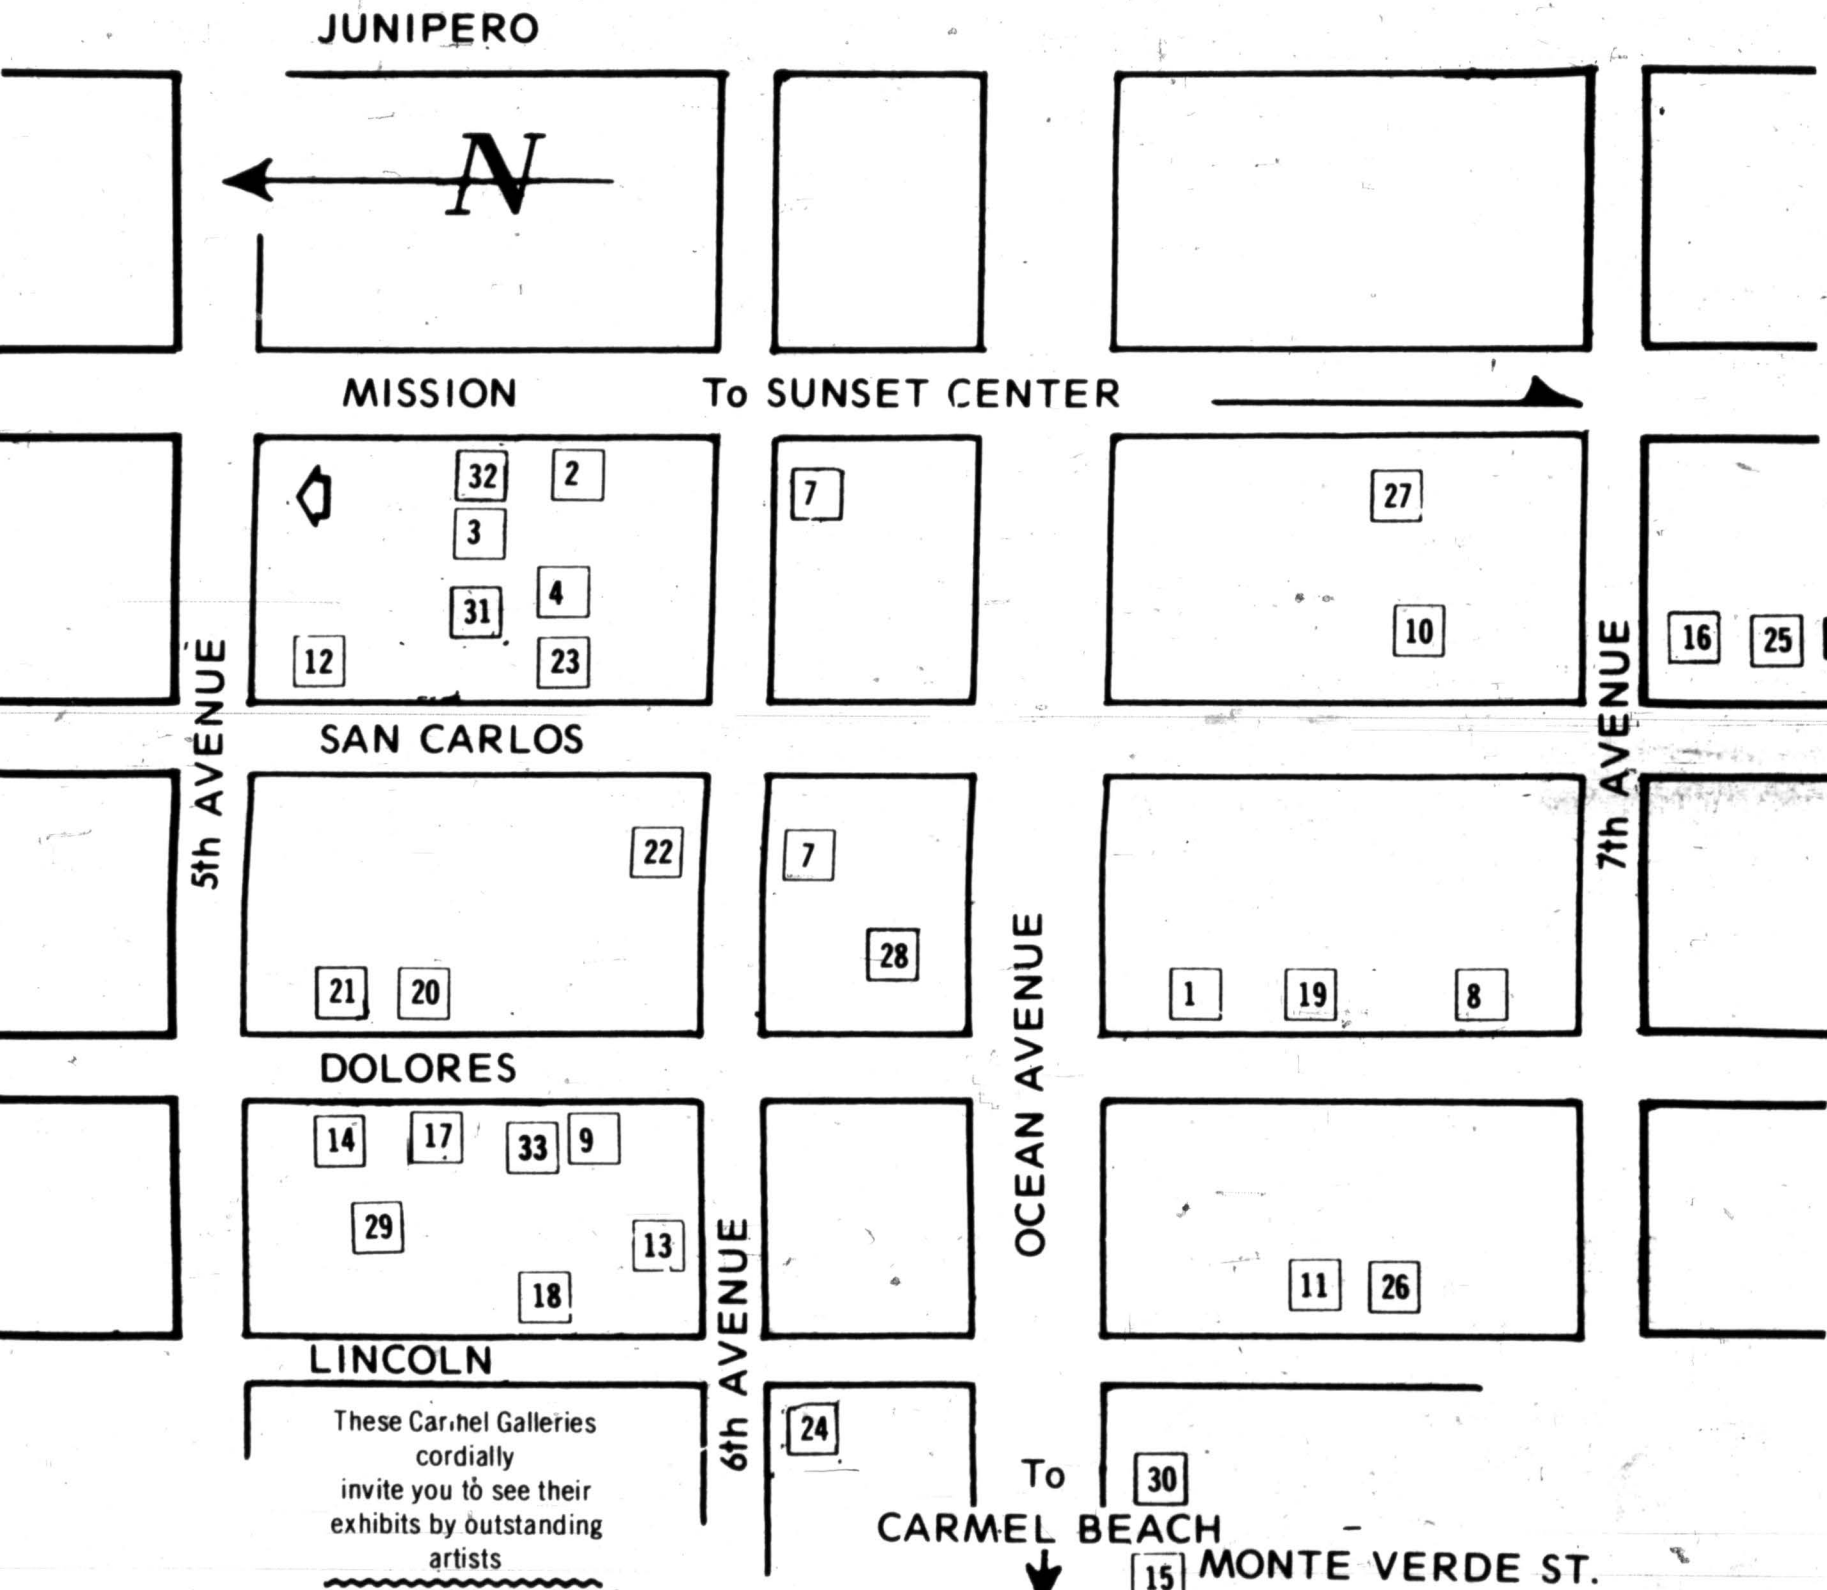 JUNIPERO
N
MISSION
To SUNSET CENTER
32
2
7
27
3
4
31
10
16
25
12
23
5th AVENUE
7th AVENUE
SAN CARLOS
22
7
28
21
20
1
19
8
OCEAN AVENUE
DOLORES
14
17
33
9
29
13
18
11
26
6th AVENUE
LINCOLN
These Carmel Galleries
cordially
invite you to see their
exhibits by outstanding
artists
24
To
CARMEL BEACH
30
15
MONTE VERDE ST.